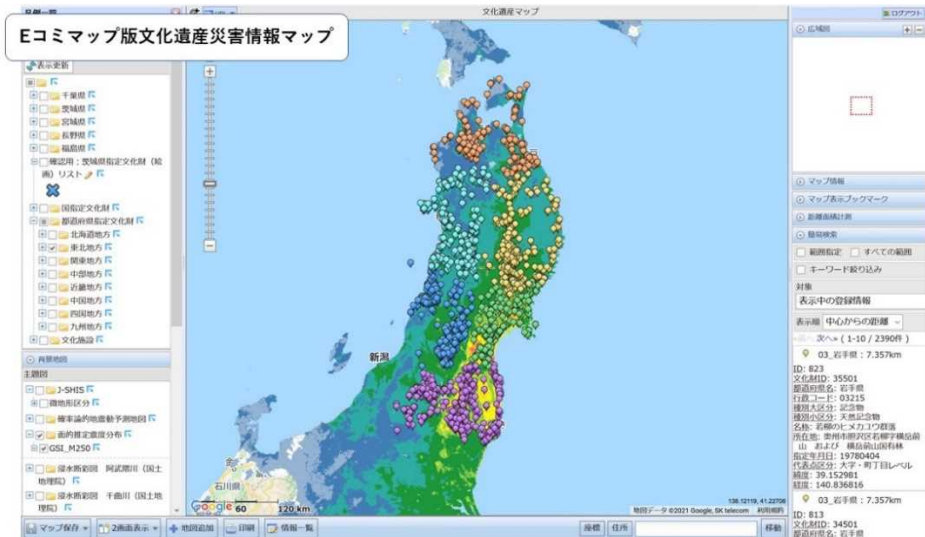 文化遺産マップ
ログアウト
Eコミマップ版文化遺産災害情報マップ
表示更新
千葉県
茨城県
宮城県
長野県
福島県
確認用：茨城県指定文化財（絵
画）リスト
国指定文化財
都道府県指定文化財
北海道地方
東北地方
関東地方
中部地方
近畿地方
中国地方
四国地方
九州地方
文化施設
背景地図
主題図
J-SHIS
微地形区分
確率論的地震動予測地図
面的推定震度分布
GSI_M250
浸水断彩図 阿武隈川（国土
地理院）
浸水断彩図 千曲川（国土地
理院）
新潟
石川県
Google
60
120 km
138.12119, 41.22708
地図データ ©2021 Google, SK telecom
利用規約
広域図
マップ情報
マップ表示ブックマーク
距離面積計測
簡易検索
範囲指定 すべての範囲
キーワード絞り込み
対象
表示中の登録情報
表示順 中心からの距離
次へ» ( 1-10 / 2390件 )
03_岩手県 : 7.357km
ID: 823
文化財ID: 35501
都道府県名: 岩手県
行政コード: 03215
種別大区分: 記念物
種別小区分: 天然記念物
名称: 若柳のヒメカユウ群落
所在地: 奥州市胆沢区若柳字横岳前
山 および 横岳前山国有林
指定年月日: 19780404
代表点区分: 大字・町丁目レベル
緯度: 39.152981
経度: 140.836816
03_岩手県 : 7.357km
ID: 813
文化財ID: 34501
都道府県名: 岩手県
マップ保存
2画面表示
地図追加
印刷
情報一覧
座標
住所
移動